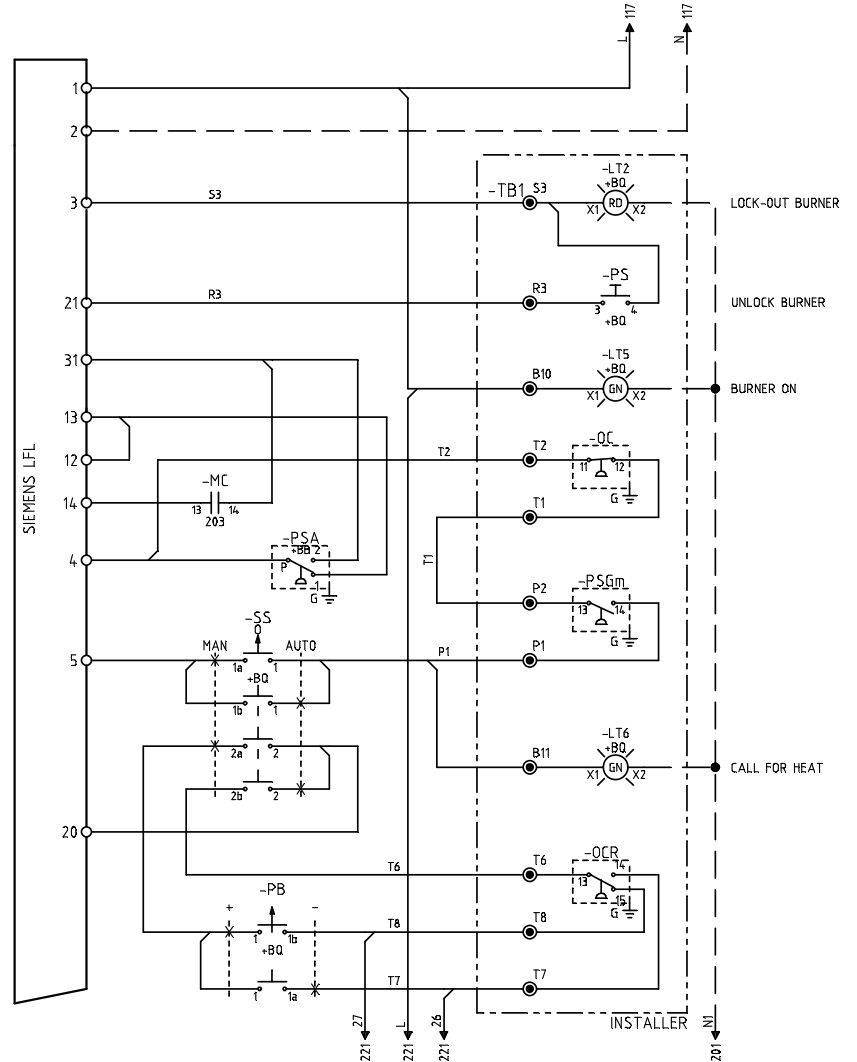 117
117
L
N
1
2
-LT2
+BQ
3
S3
-TB1
S3
X1
RD
X2
LOCK-OUT BURNER
-PS
21
R3
R3
3
4
UNLOCK BURNER
+BQ
-LT5
+BQ
31
B10
X1
GN
X2
BURNER ON
13
-OC
12
T2
T2
11
12
G
SIEMENS LFL
-MC
14
13
14
203
T1
-PSA
+BB
2
T1
4
P
1
G
-PSGm
P2
13
14
G
-SS
0
MAN
AUTO
5
1a
1
P1
P1
+BQ
1b
1
-LT6
+BQ
2a
2
B11
X1
GN
X2
CALL FOR HEAT
2b
2
20
-OCR
T6
T6
13
14
15
G
-PB
+
-
1
1b
T8
T8
+BQ
1
1a
T7
T7
INSTALLER
27
L
26
N1
221
221
221
201